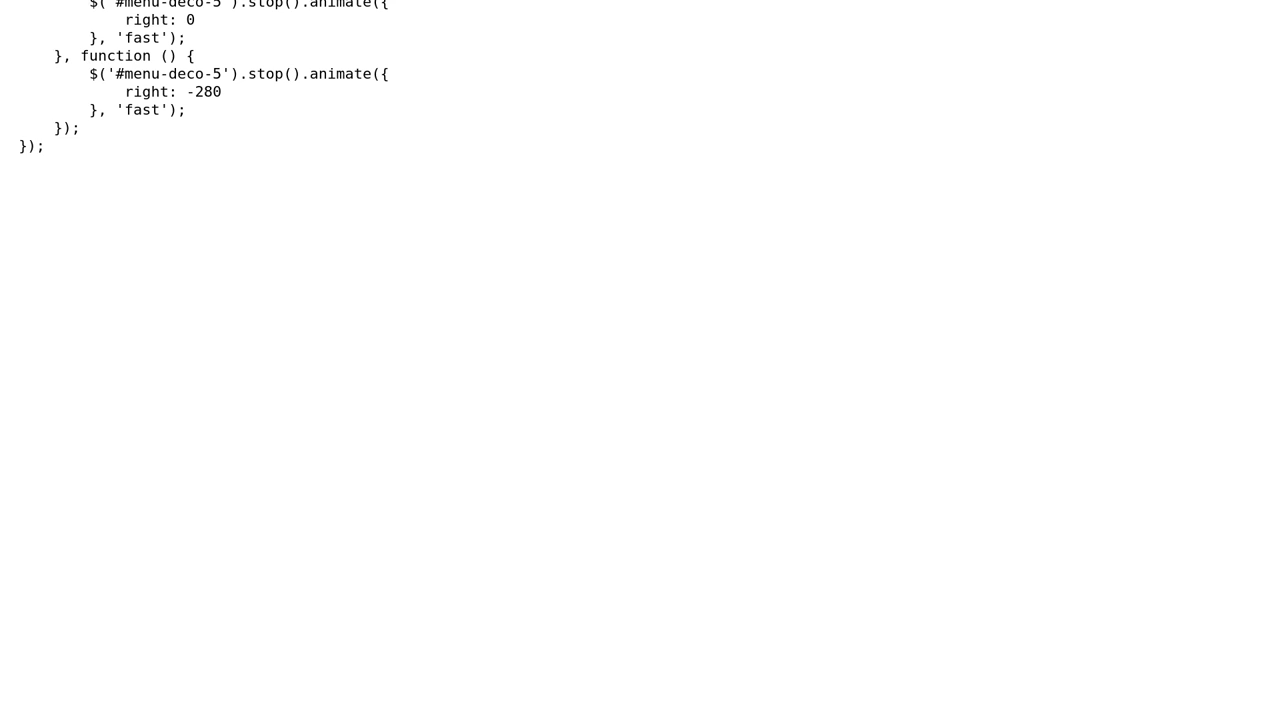 $('#menu-deco-5').stop().animate({
            right: 0
        }, 'fast');
    }, function () {
        $('#menu-deco-5').stop().animate({
            right: -280
        }, 'fast');
    });
});